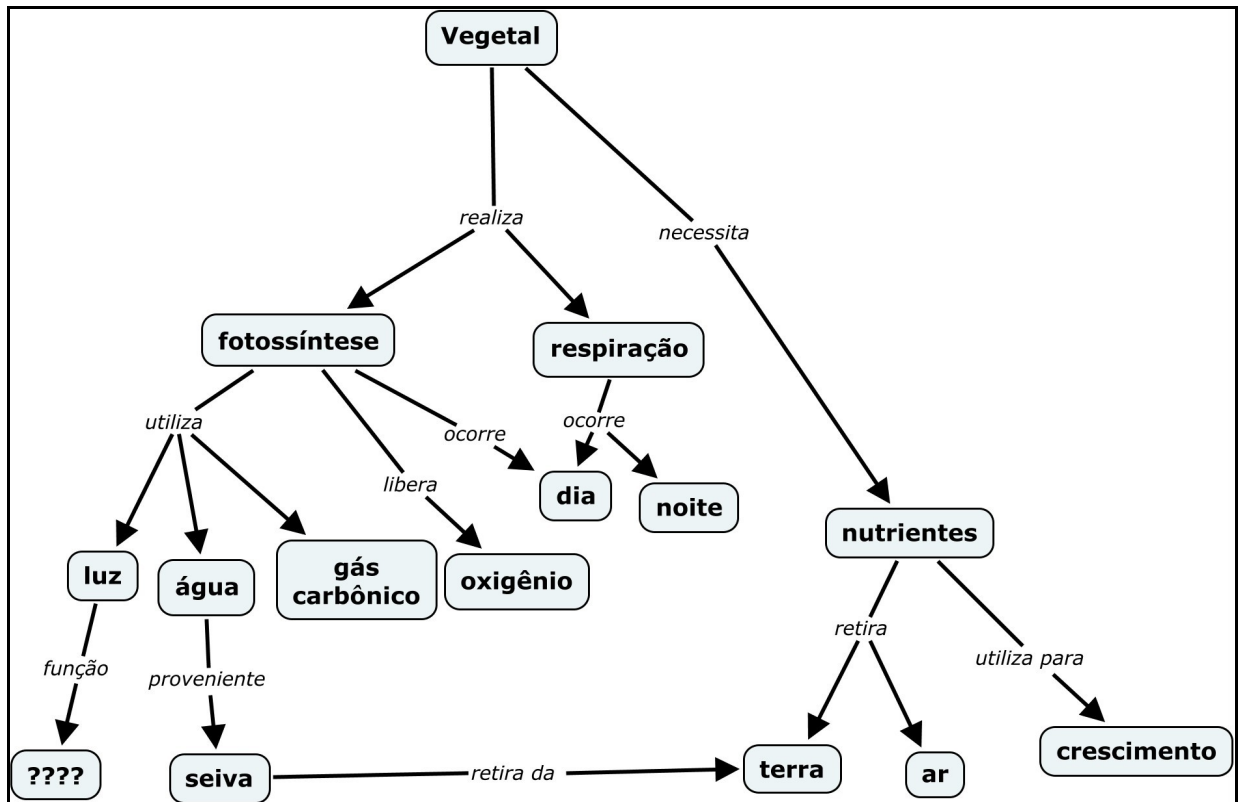 Vegetal
realiza
necessita
fotossíntese
respiração
utiliza
ocorre
ocorre
libera
dia
noite
nutrientes
luz
água
gás
carbônico
oxigênio
retira
utiliza para
função
proveniente
????
seiva
retira da
terra
ar
crescimento